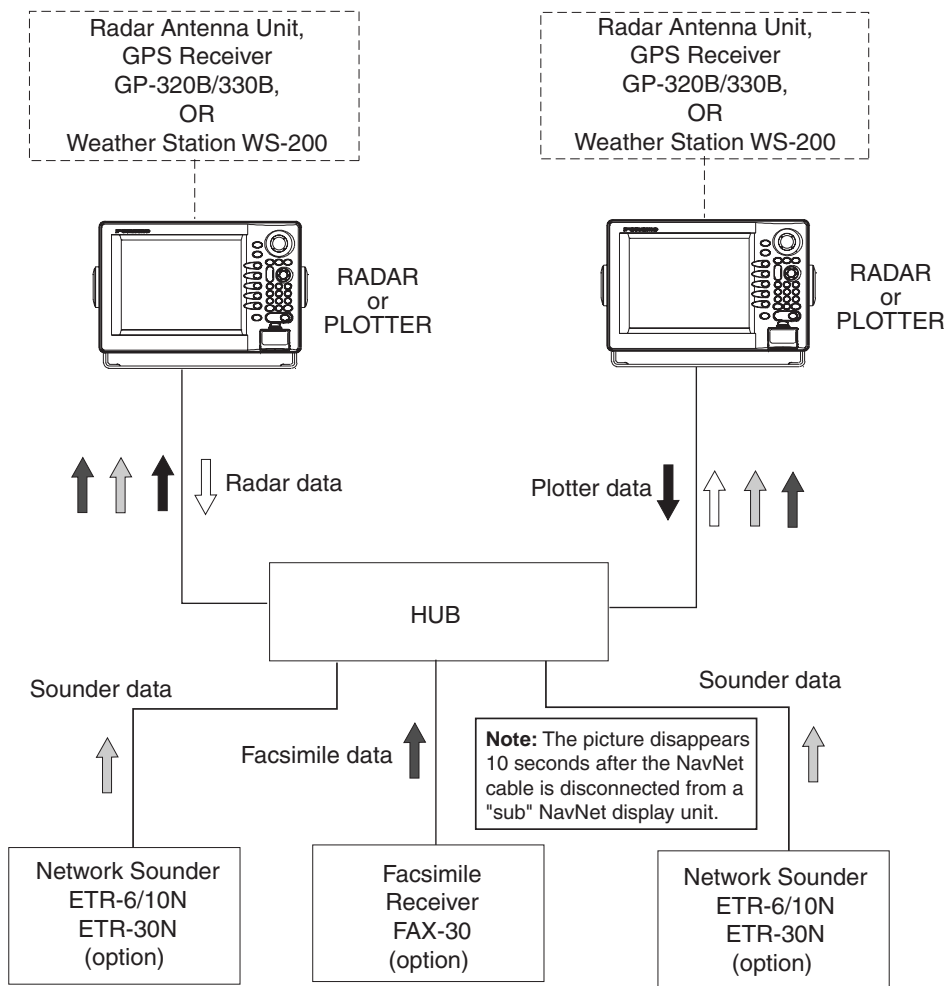 Radar Antenna Unit,
GPS Receiver
GP-320B/330B,
OR
Weather Station WS-200
Radar Antenna Unit,
GPS Receiver
GP-320B/330B,
OR
Weather Station WS-200
FURUNO
RADAR
or
PLOTTER
FURUNO
RADAR
or
PLOTTER
Radar data
Plotter data
HUB
Sounder data
Sounder data
Facsimile data
Note: The picture disappears
10 seconds after the NavNet
cable is disconnected from a
"sub" NavNet display unit.
Network Sounder
ETR-6/10N
ETR-30N
(option)
Facsimile
Receiver
FAX-30
(option)
Network Sounder
ETR-6/10N
ETR-30N
(option)